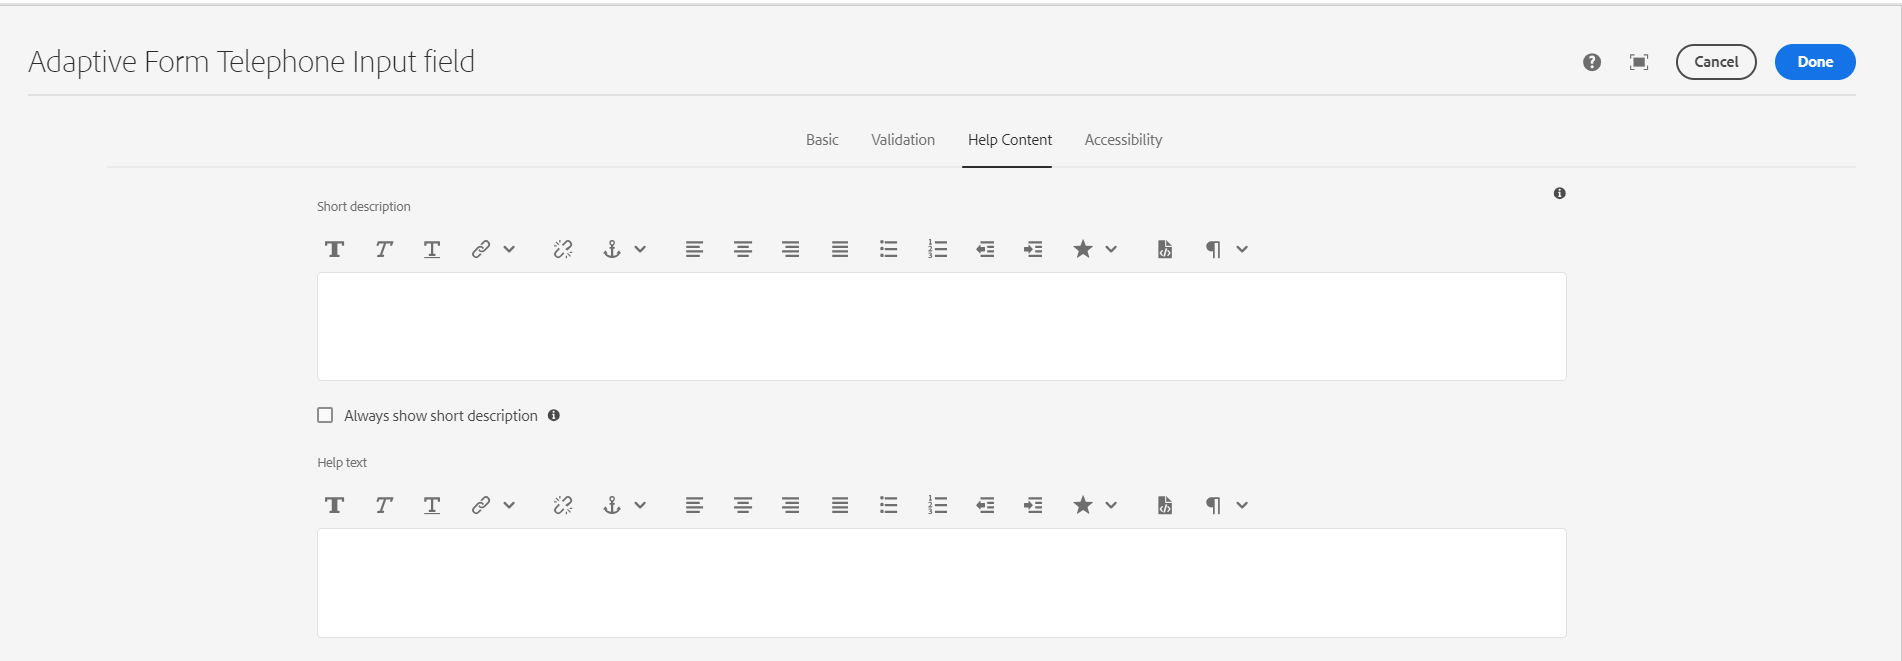 Adaptive Form Telephone Input field
Cancel
Done
Basic
Validation
Help Content
Accessibility
Short description
Always show short description
Help text